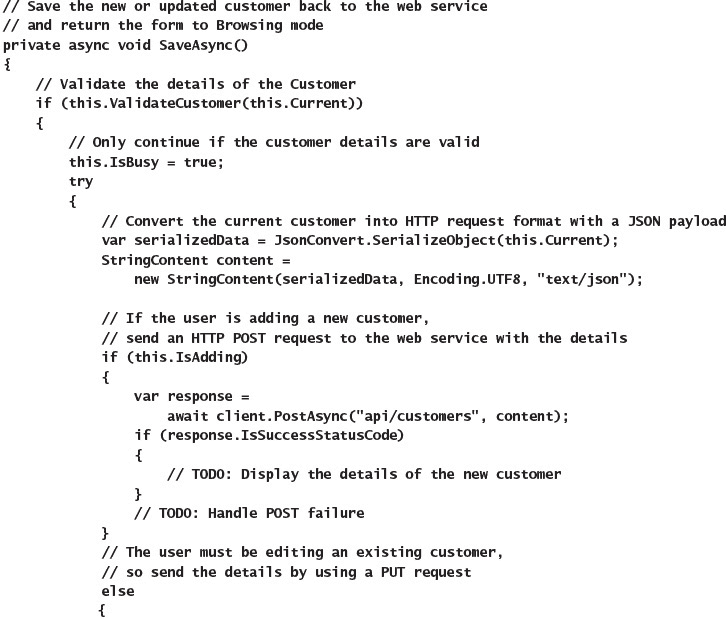 // Save the new or updated customer back to the web service
// and return the form to Browsing mode
private async void SaveAsync()
{
    // Validate the details of the Customer
    if (this.ValidateCustomer(this.Current))
    {
        // Only continue if the customer details are valid
        this.IsBusy = true;
        try
        {
            // Convert the current customer into HTTP request format with a JSON payload
            var serializedData = JsonConvert.SerializeObject(this.Current);
            StringContent content =
                new StringContent(serializedData, Encoding.UTF8, "text/json");

            // If the user is adding a new customer,
            // send an HTTP POST request to the web service with the details
            if (this.IsAdding)
            {
                var response =
                    await client.PostAsync("api/customers", content);
                if (response.IsSuccessStatusCode)
                {
                    // TODO: Display the details of the new customer
                }
                // TODO: Handle POST failure
            }
            // The user must be editing an existing customer,
            // so send the details by using a PUT request
            else
            {